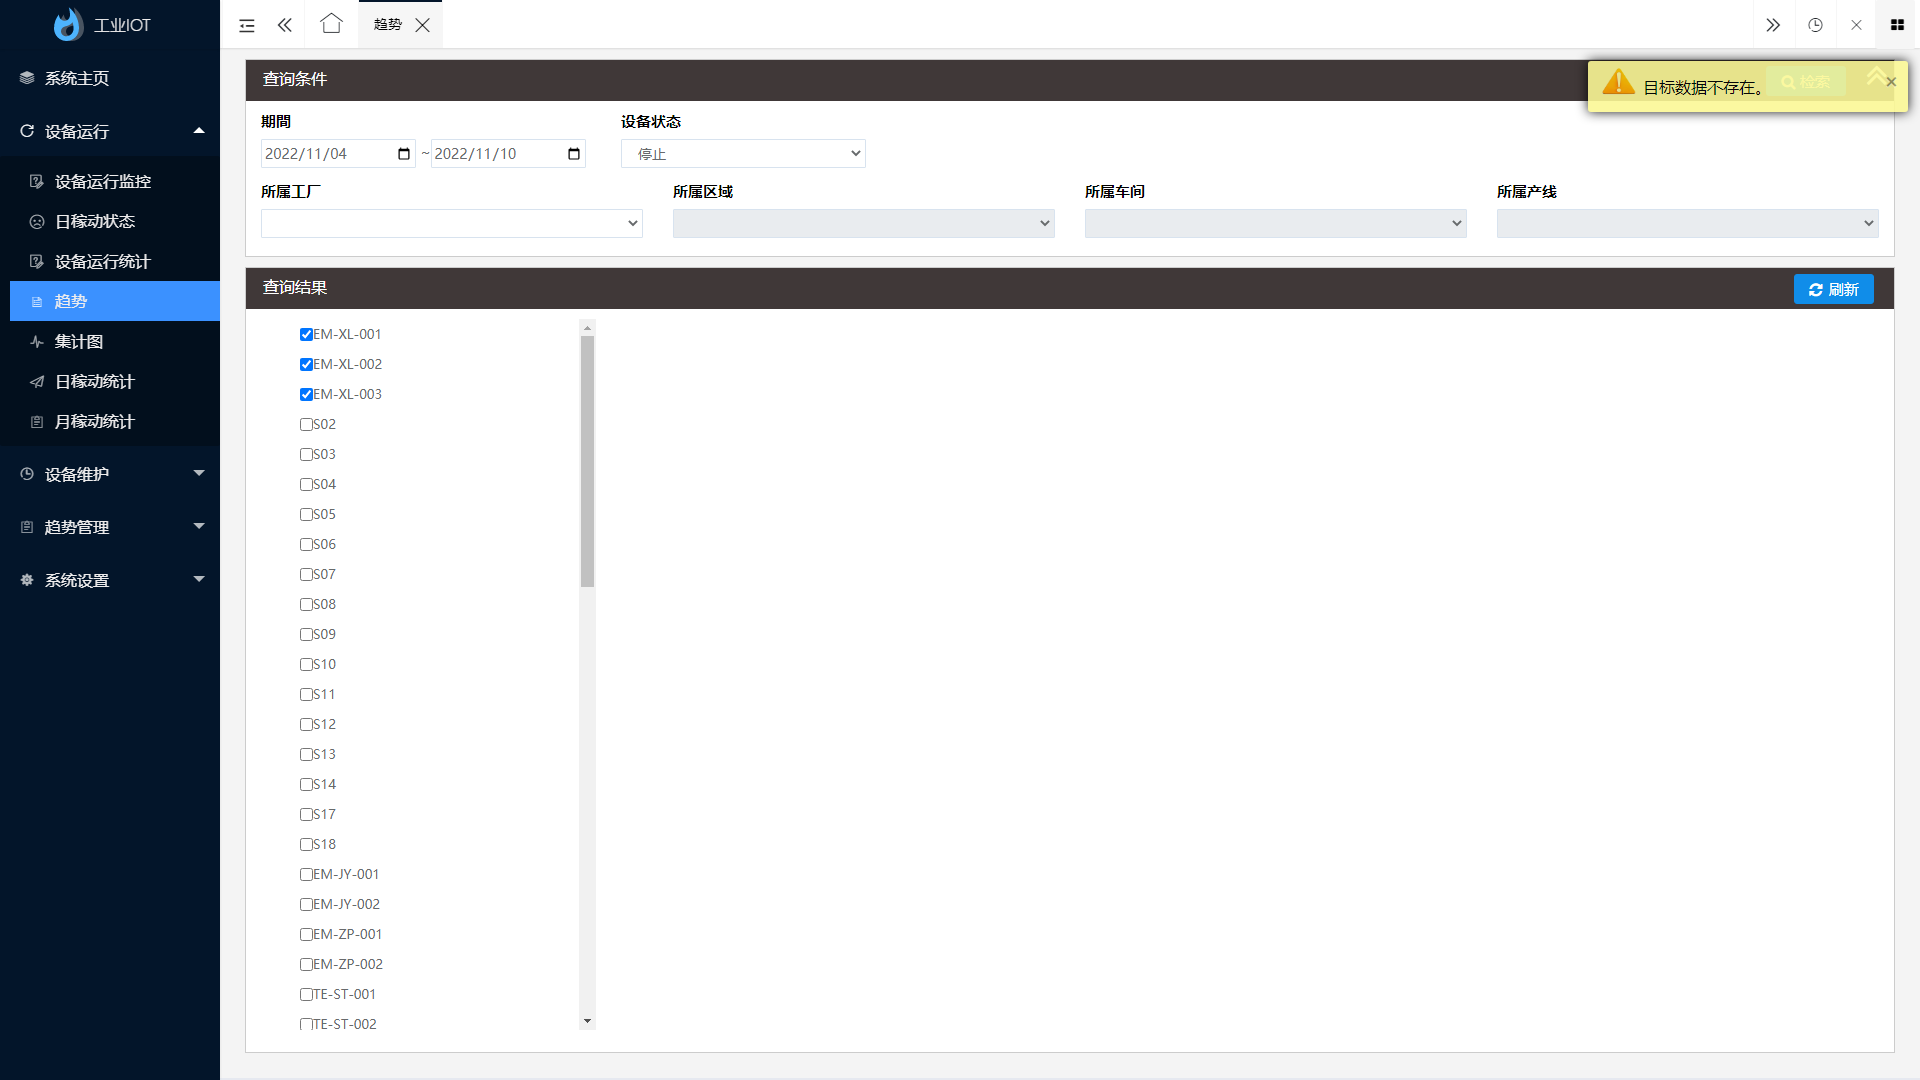 工业IOT
趋势
系统主页
设备运行
设备运行监控
日稼动状态
设备运行统计
趋势
集计图
日稼动统计
月稼动统计
设备维护
趋势管理
系统设置
查询条件
检索
目标数据不存在。
期間
设备状态
2022/11/04 ~ 2022/11/10
停止
所属工厂 所属区域 所属车间 所属产线
查询结果
刷新
EM-XL-001
EM-XL-002
EM-XL-003
S02
S03
S04
S05
S06
S07
S08
S09
S10
S11
S12
S13
S14
S17
S18
EM-JY-001
EM-JY-002
EM-ZP-001
EM-ZP-002
TE-ST-001
TE-ST-002